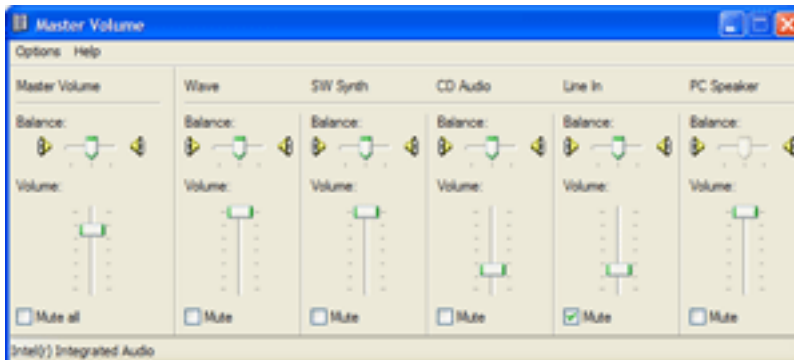 Master Volume
Options Help
Master Volume Wave SW Synth CD Audio Line In PC Speaker
Balance: Balance: Balance: Balance: Balance: Balance:
Volume: Volume: Volume: Volume: Volume: Volume:
Mute all Mute Mute Mute Mute Mute
Intel(r) Integrated Audio